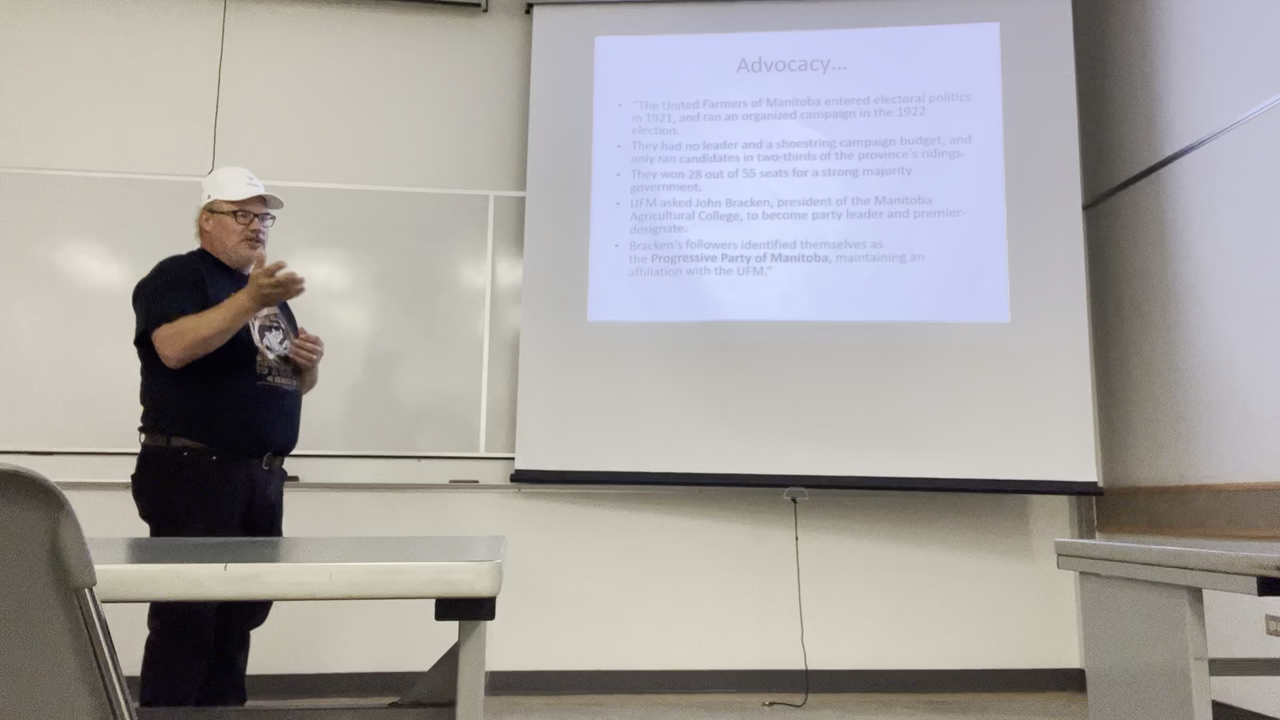 Advocacy...
• "The United Farmers of Manitoba entered electoral politics
in 1921, and ran an organized campaign in the 1922
election.
• They had no leader and a shoestring campaign budget, and
only ran candidates in two-thirds of the province's ridings.
• They won 28 out of 55 seats for a strong majority
government.
• UFM asked John Bracken, president of the Manitoba
Agricultural College, to become party leader and premier-
designate.
• Bracken's followers identified themselves as
the Progressive Party of Manitoba, maintaining an
affiliation with the UFM."